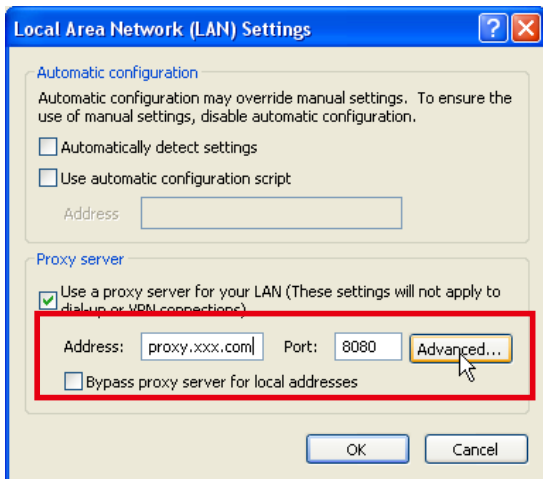 Local Area Network (LAN) Settings
Automatic configuration
Automatic configuration may override manual settings. To ensure the
use of manual settings, disable automatic configuration.
Automatically detect settings
Use automatic configuration script
Address
Proxy server
Use a proxy server for your LAN (These settings will not apply to
dial-up or VPN connections)
Address: proxy.xxx.com Port: 8080 Advanced...
Bypass proxy server for local addresses
OK Cancel